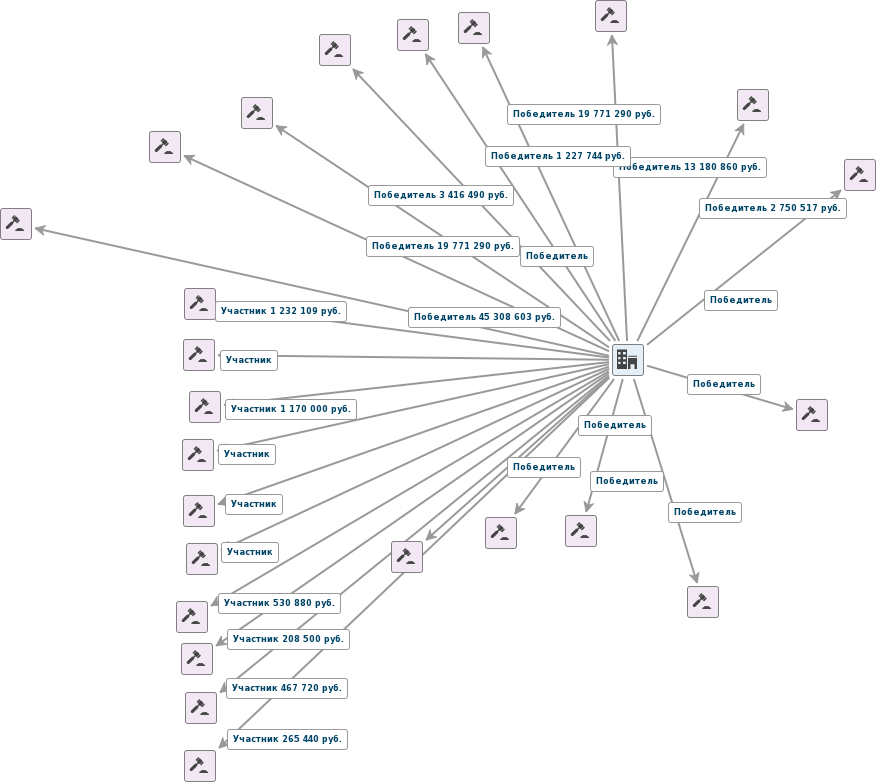 Победитель 19 771 290 руб.
Победитель 1 227 744 руб.
Победитель 13 180 860 руб.
Победитель 3 416 490 руб.
Победитель 2 750 517 руб.
Победитель 19 771 290 руб.
Победитель
Победитель
Участник 1 232 109 руб.
Победитель 45 308 603 руб.
Участник
Победитель
Участник 1 170 000 руб.
Победитель
Участник
Победитель
Победитель
Участник
Победитель
Участник
Участник 530 880 руб.
Участник 208 500 руб.
Участник 467 720 руб.
Участник 265 440 руб.